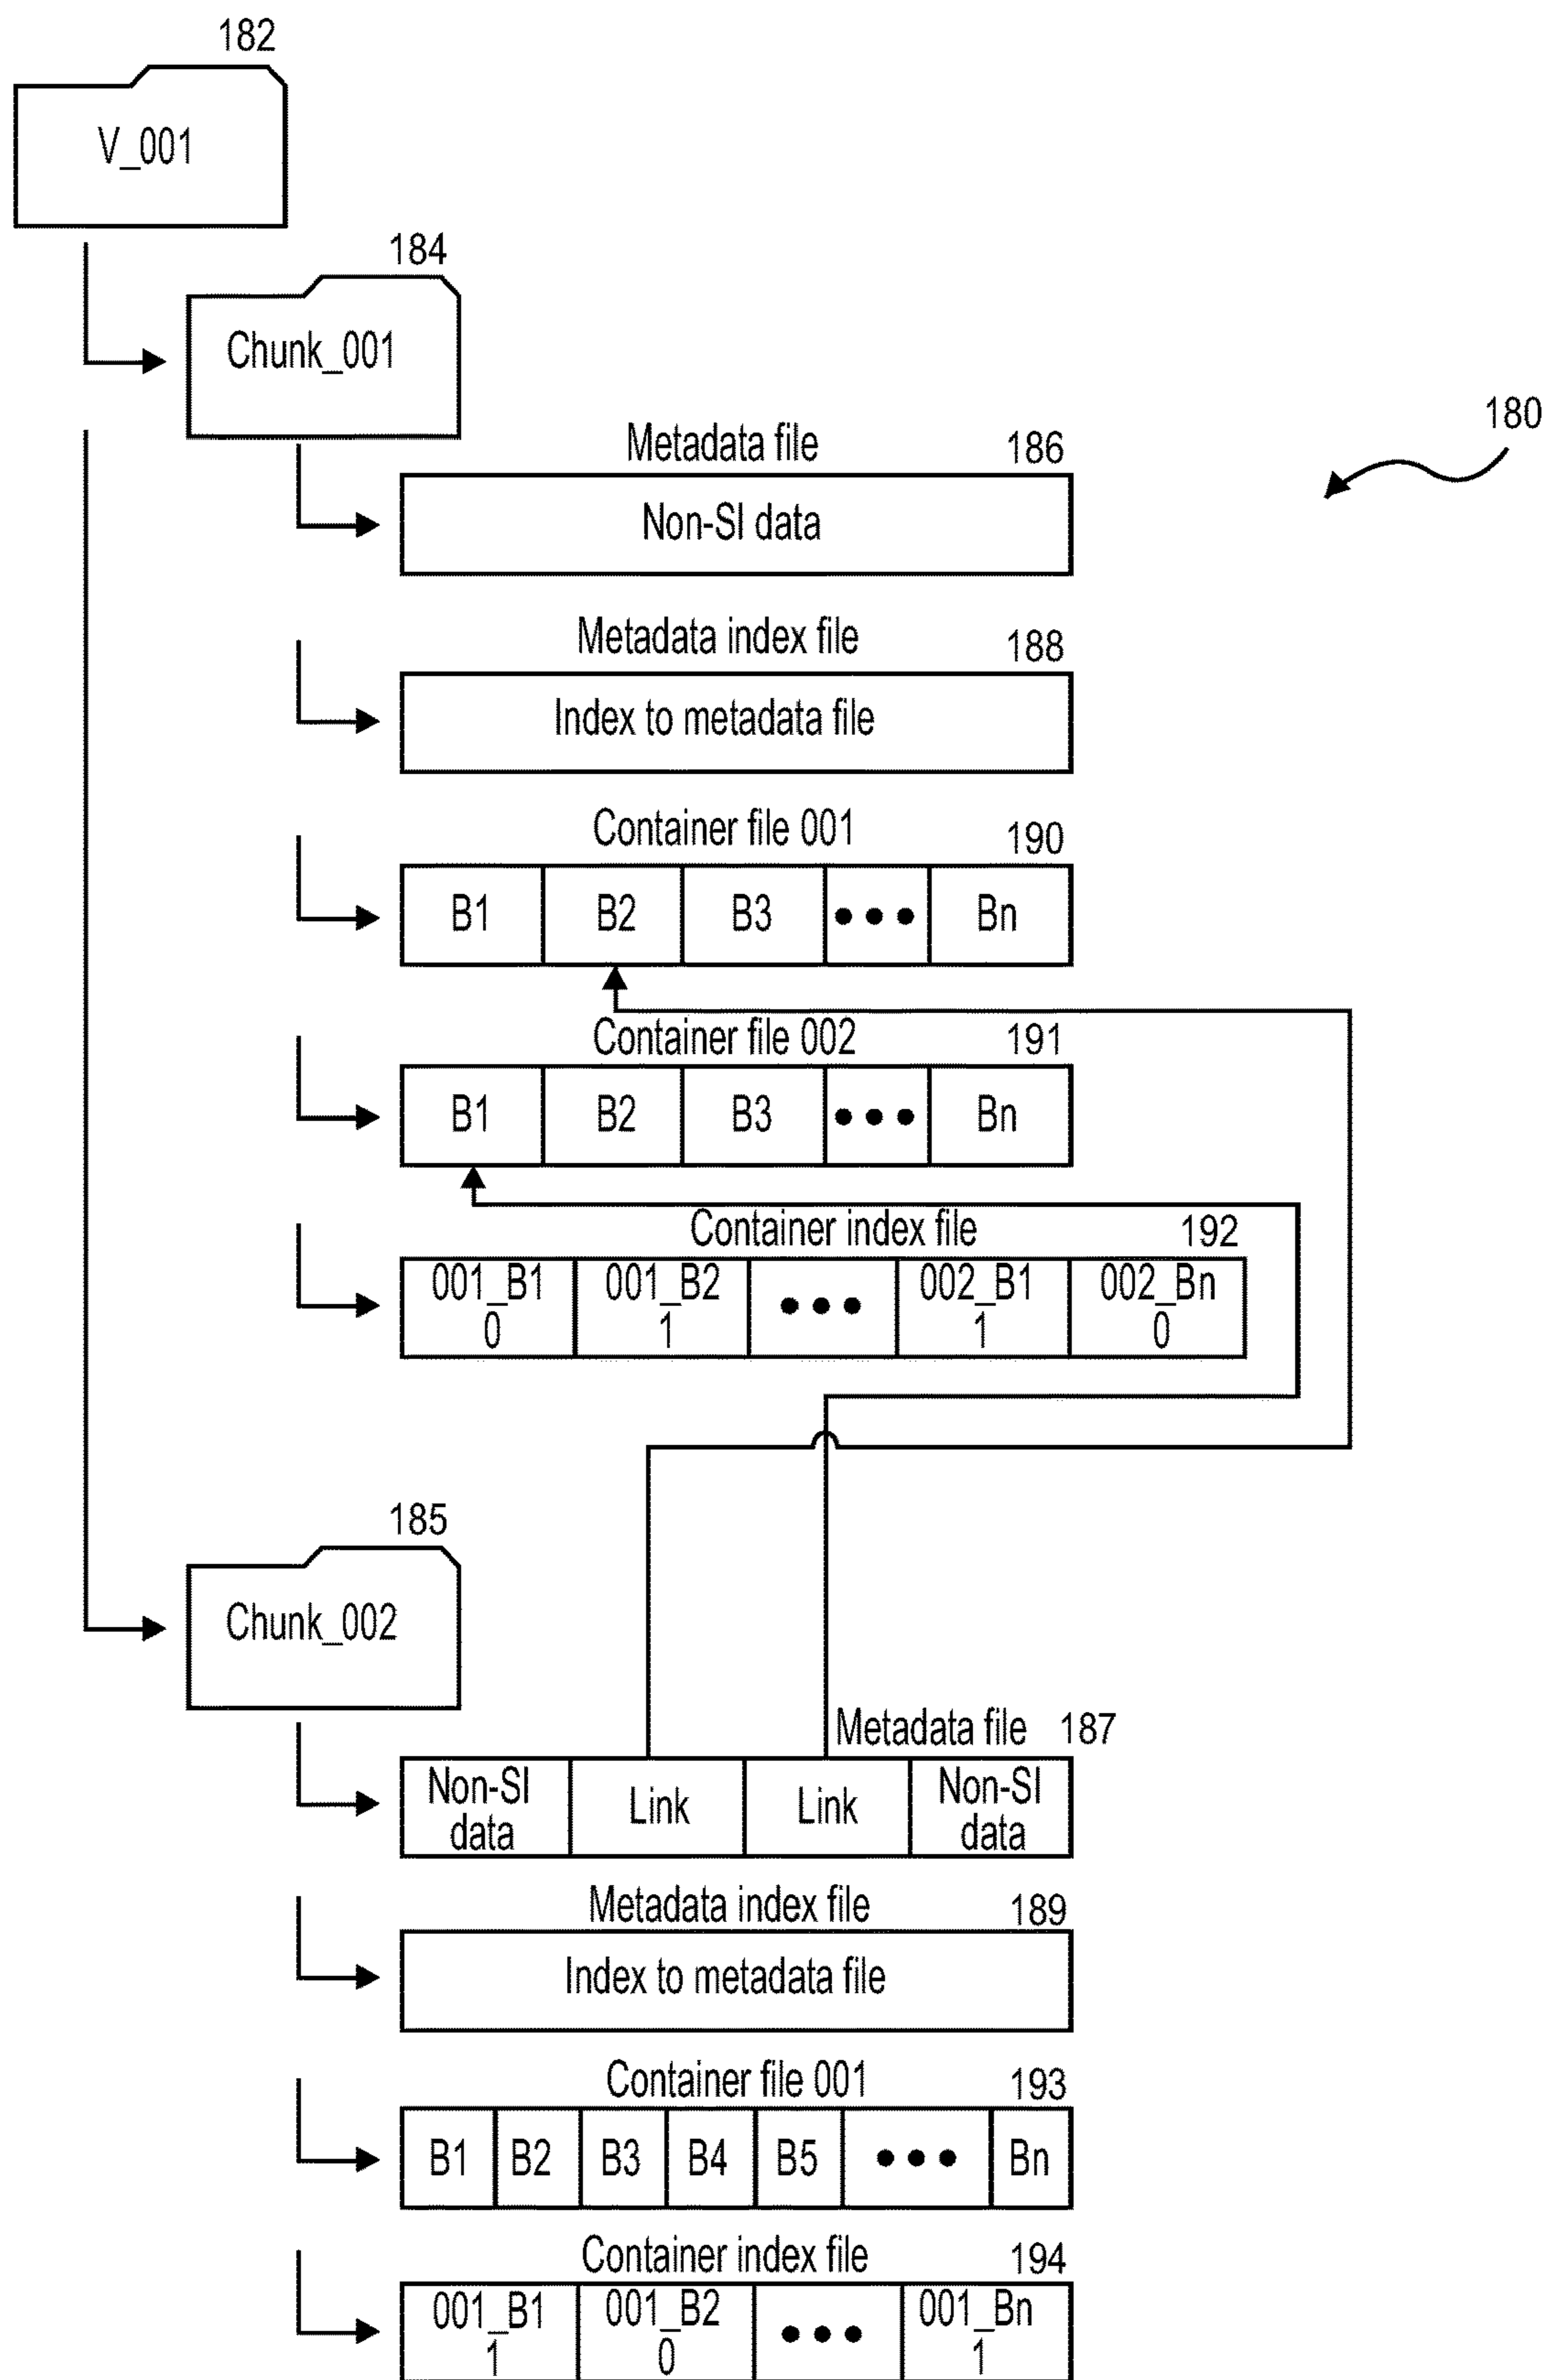 182
V_001
184
Chunk_001
180
Metadata file 186
Non-SI data
Metadata index file 188
Index to metadata file
Container file 001 190
B1 B2 B3 ●●● Bn
Container file 002 191
B1 B2 B3 ●●● Bn
Container index file 192
001_B1 001_B2 ●●● 002_B1 002_Bn
0 1 1 0
185
Chunk_002
Metadata file 187
Non-SI Link Link Non-SI
data data
Metadata index file 189
Index to metadata file
Container file 001 193
B1 B2 B3 B4 B5 ●●● Bn
Container index file 194
001_B1 001_B2 ●●● 001_Bn
1 0 1